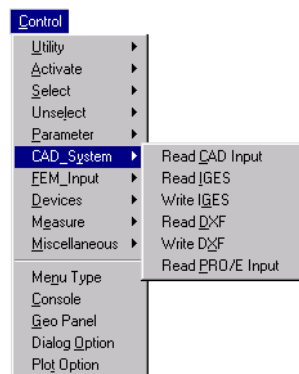 Control
Utility
Activate
Select
Unselect
Parameter
CAD_System
FEM_Input
Devices
Measure
Miscellaneous
Menu Type
Console
Geo Panel
Dialog Option
Plot Option
Read CAD Input
Read IGES
Write IGES
Read DXF
Write DXF
Read PRO/E Input